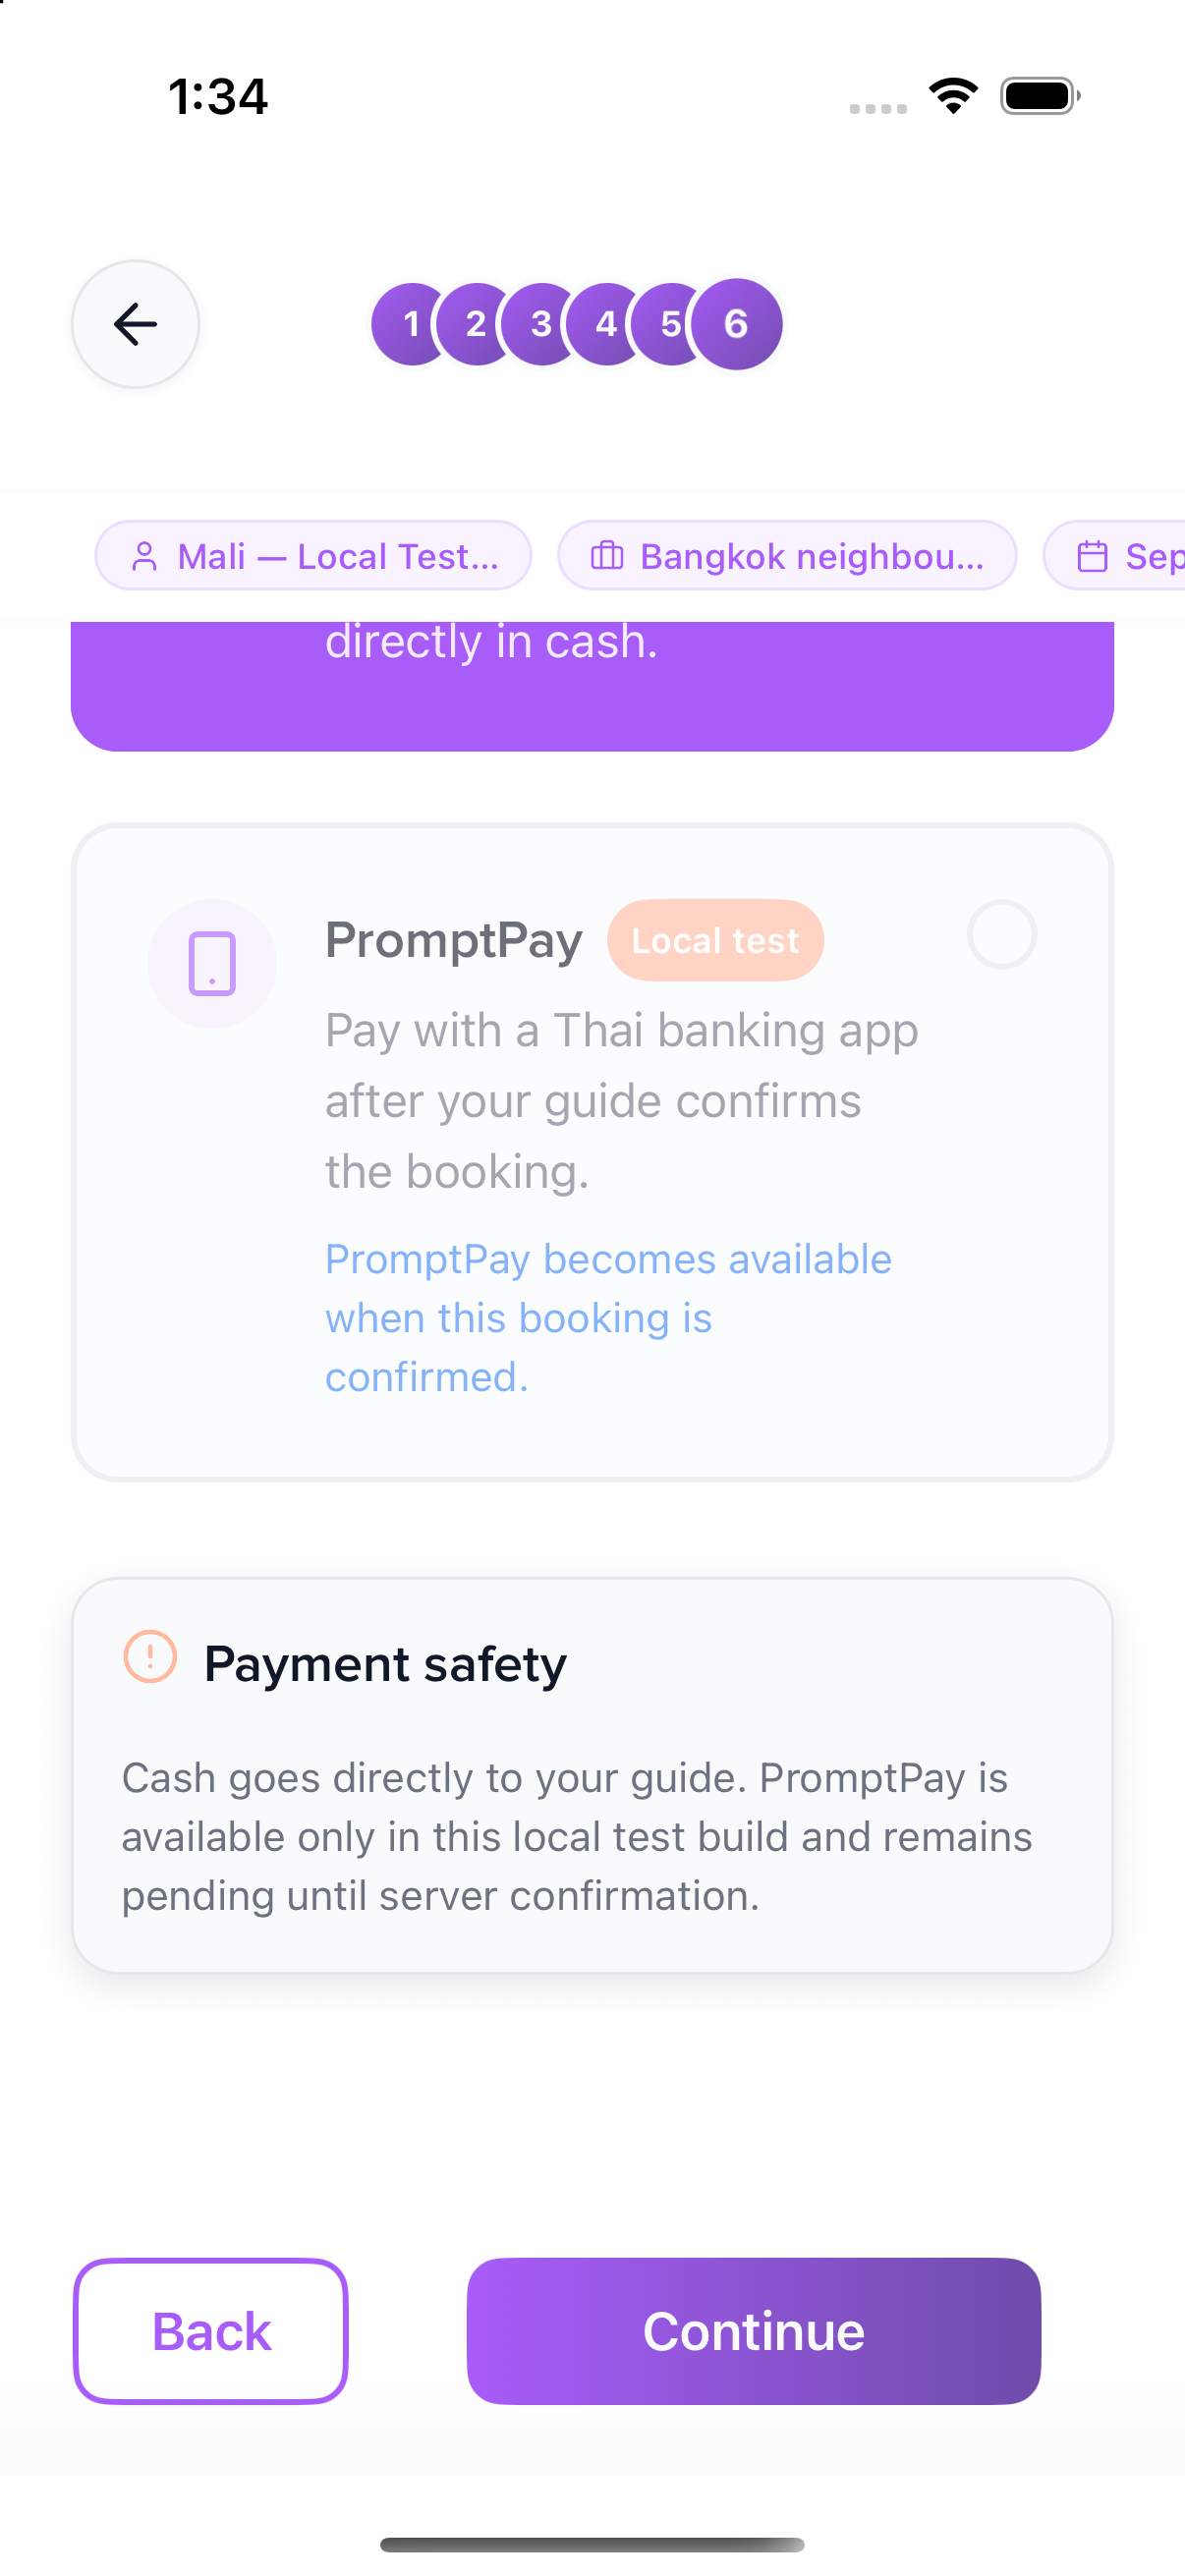 1:34
1 2 3 4 5 6
Mali — Local Test... Bangkok neighbou... Sep
directly in cash.
PromptPay Local test
Pay with a Thai banking app
after your guide confirms
the booking.
PromptPay becomes available
when this booking is
confirmed.
Payment safety
Cash goes directly to your guide. PromptPay is
available only in this local test build and remains
pending until server confirmation.
Back Continue